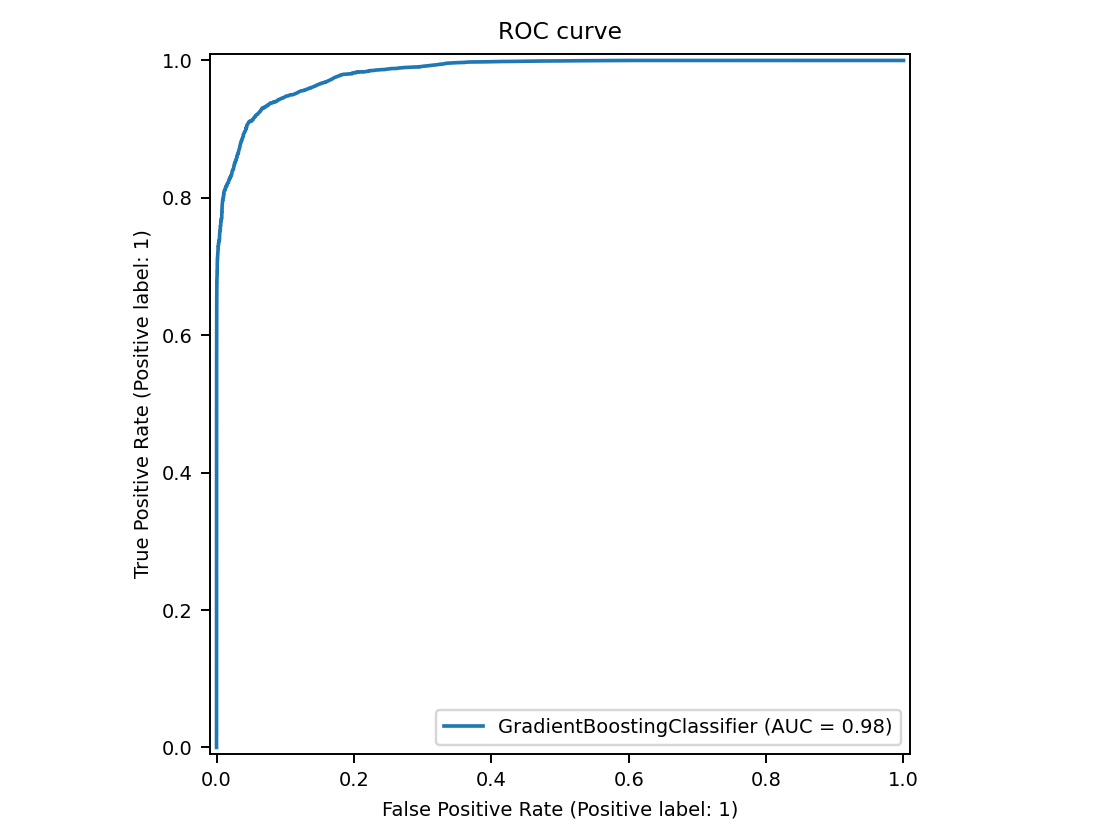 ROC curve
True Positive Rate (Positive label: 1)
1.0
0.8
0.6
0.4
0.2
0.0
GradientBoostingClassifier (AUC = 0.98)
0.0 0.2 0.4 0.6 0.8 1.0
False Positive Rate (Positive label: 1)